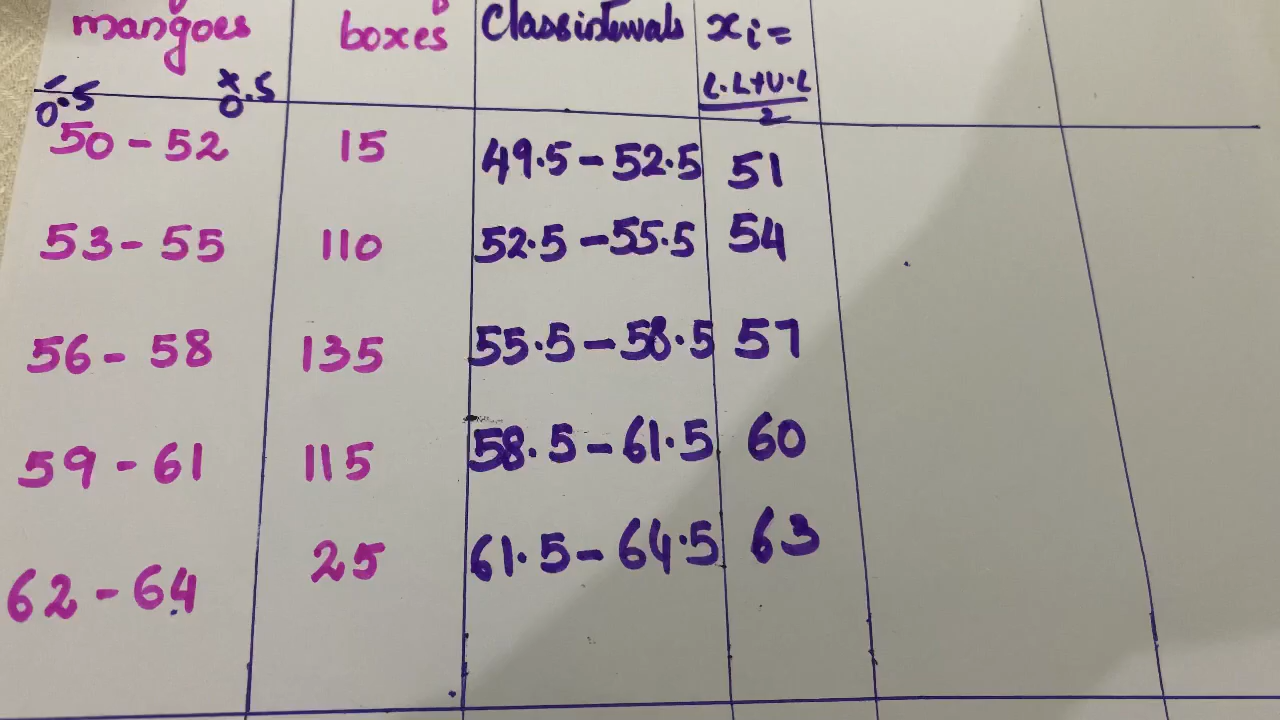 mangoes boxes Classintervals xi =
L.L+U.L
2
0.5 0.5
50 - 52 15 49.5 - 52.5 51
53 - 55 110 52.5 - 55.5 54
56 - 58 135 55.5 - 58.5 57
59 - 61 115 58.5 - 61.5 60
62 - 64 25 61.5 - 64.5 63